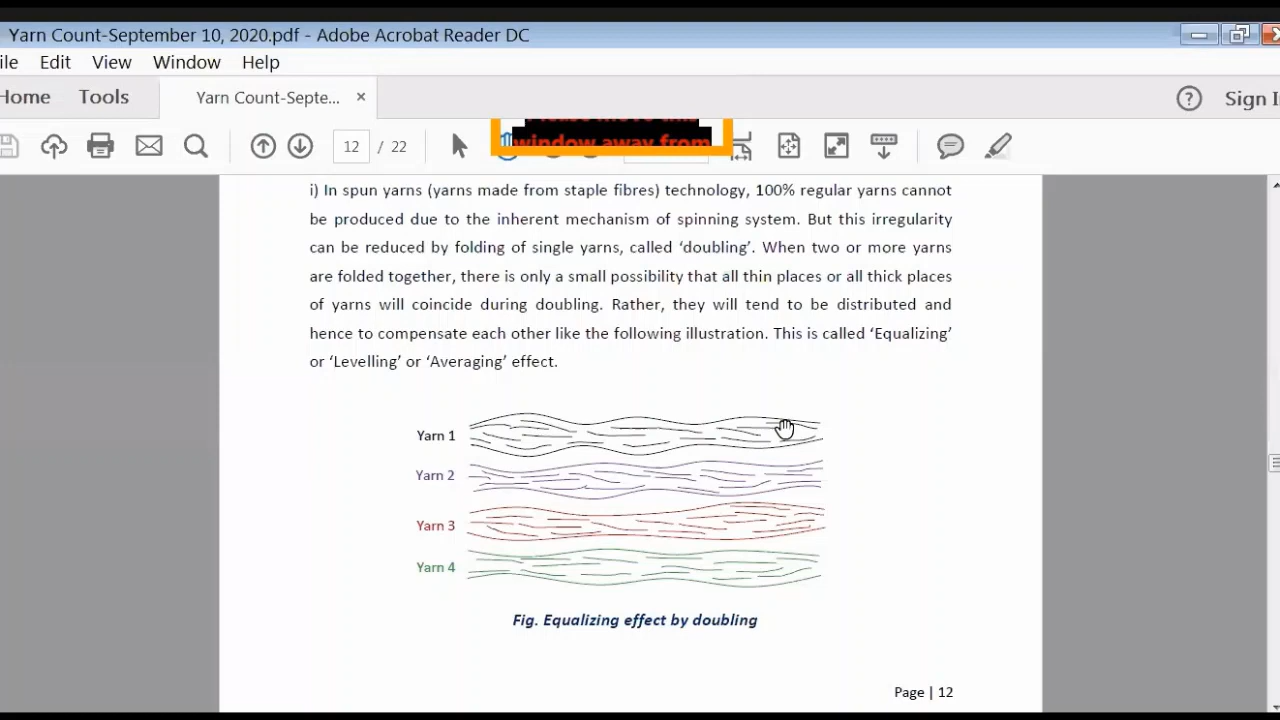 Yarn Count-September 10, 2020.pdf - Adobe Acrobat Reader DC
ile Edit View Window Help
Home Tools Yarn Count-Septe... × Sign I
12 / 22
window away from
i) In spun yarns (yarns made from staple fibres) technology, 100% regular yarns cannot
be produced due to the inherent mechanism of spinning system. But this irregularity
can be reduced by folding of single yarns, called ‘doubling’. When two or more yarns
are folded together, there is only a small possibility that all thin places or all thick places
of yarns will coincide during doubling. Rather, they will tend to be distributed and
hence to compensate each other like the following illustration. This is called ‘Equalizing’
or ‘Levelling’ or ‘Averaging’ effect.
Yarn 1
Yarn 2
Yarn 3
Yarn 4
Fig. Equalizing effect by doubling
Page | 12